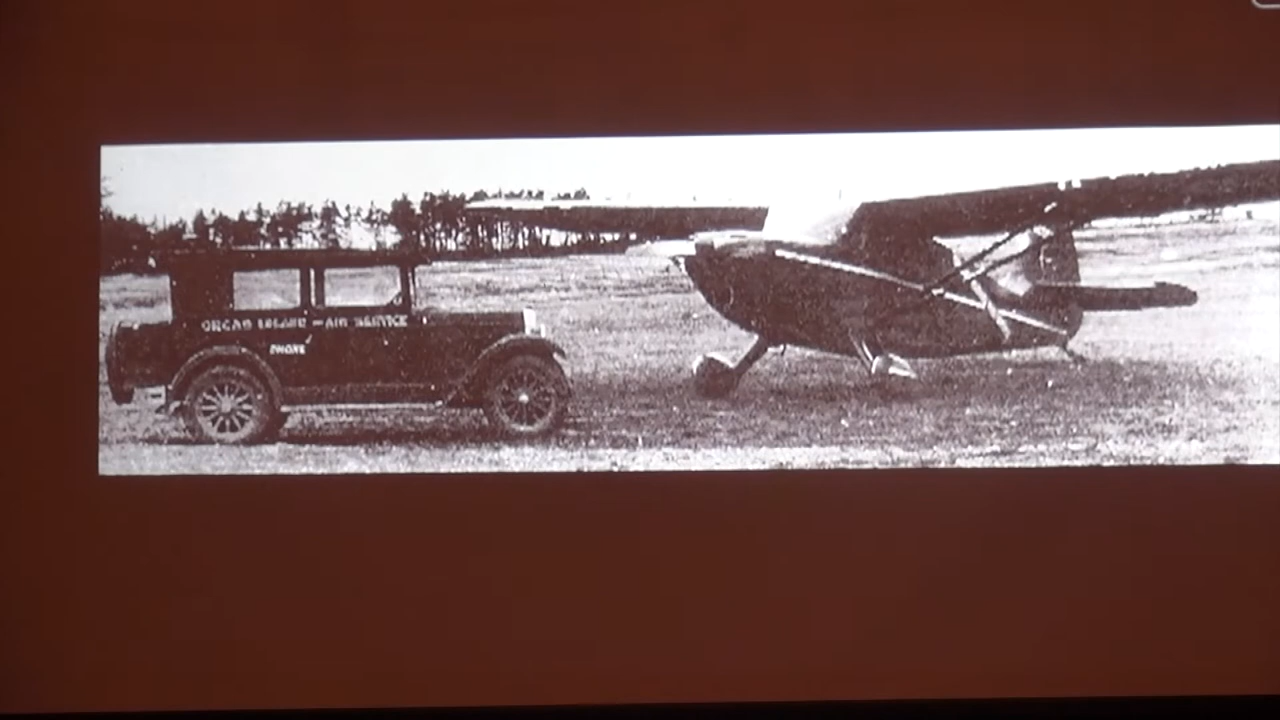 ORCAS ISLAND — AIR SERVICE
PHONE